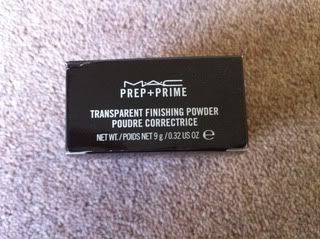 MAC
PREP+PRIME
TRANSPARENT FINISHING POWDER
POUDRE CORRECTRICE
NET WT./POIDS NET 9 g/0.32 US OZ ℮